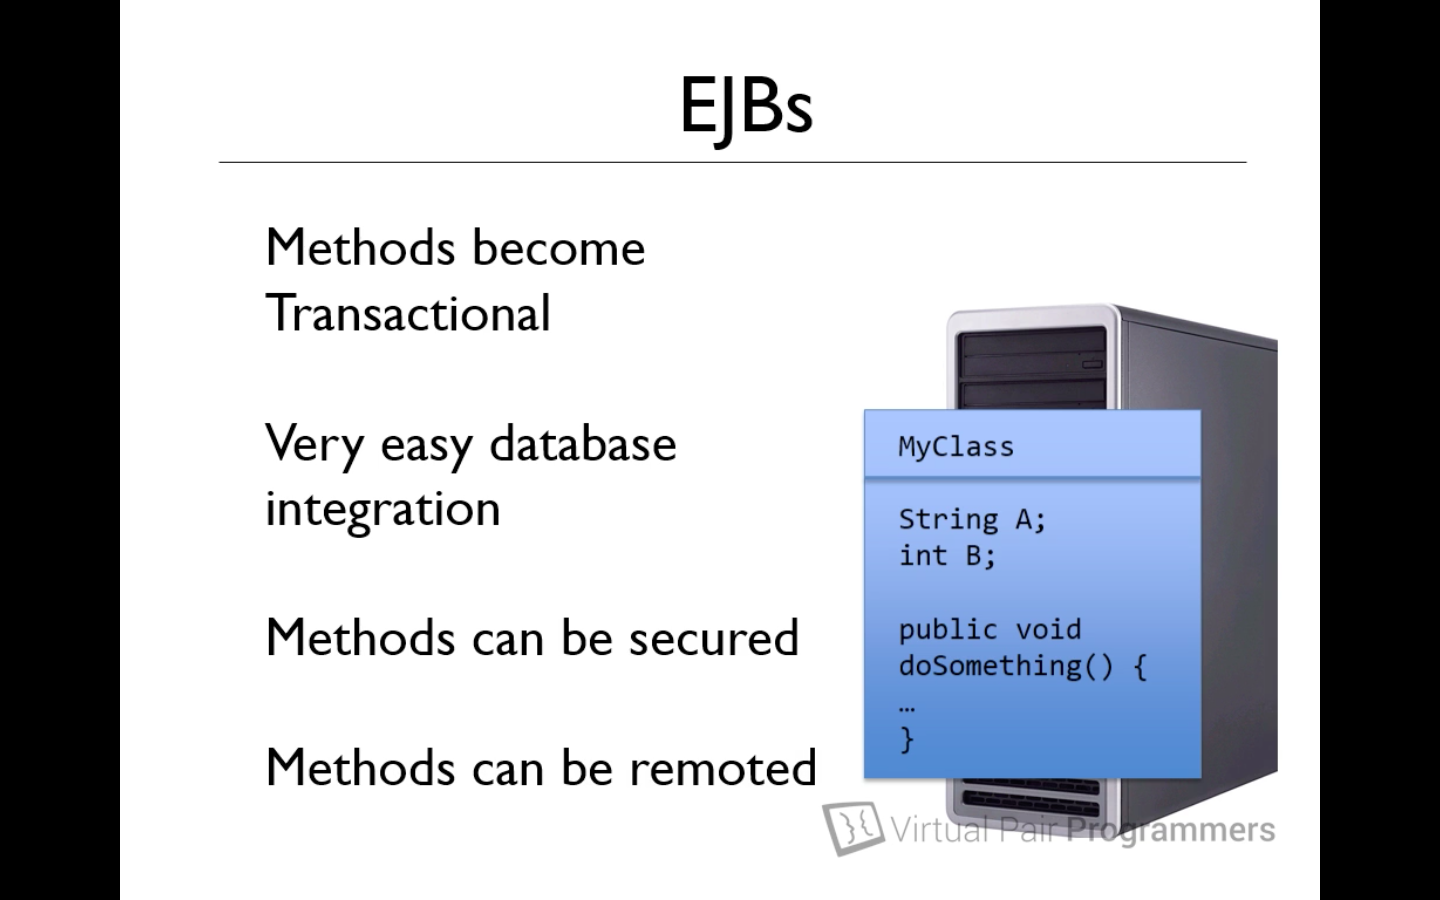 EJBs
Methods become
Transactional
Very easy database
integration
Methods can be secured
Methods can be remoted
MyClass
String A;
int B;
public void
doSomething() {
…
}
Virtual Pair Programmers